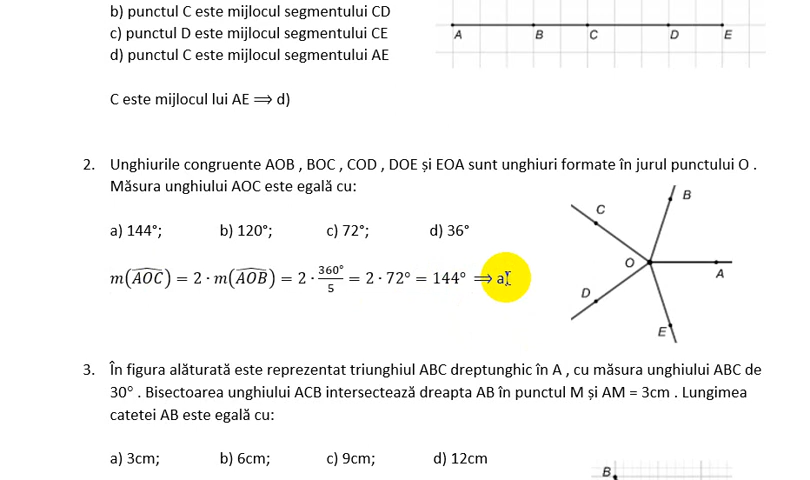 b) punctul C este mijlocul segmentului CD
c) punctul D este mijlocul segmentului CE
d) punctul C este mijlocul segmentului AE
A B C D E
C este mijlocul lui AE ⟹ d)
2. Unghiurile congruente AOB , BOC , COD , DOE și EOA sunt unghiuri formate în jurul punctului O .
Măsura unghiului AOC este egală cu:
a) 144°; b) 120°; c) 72°; d) 36°
m(AOC) = 2 · m(AOB) = 2 · 360°/5 = 2 · 72° = 144° ⟹ a)
B
C
O
A
D
E
3. În figura alăturată este reprezentat triunghiul ABC dreptunghic în A , cu măsura unghiului ABC de
30° . Bisectoarea unghiului ACB intersectează dreapta AB în punctul M și AM = 3cm . Lungimea
catetei AB este egală cu:
a) 3cm; b) 6cm; c) 9cm; d) 12cm
B